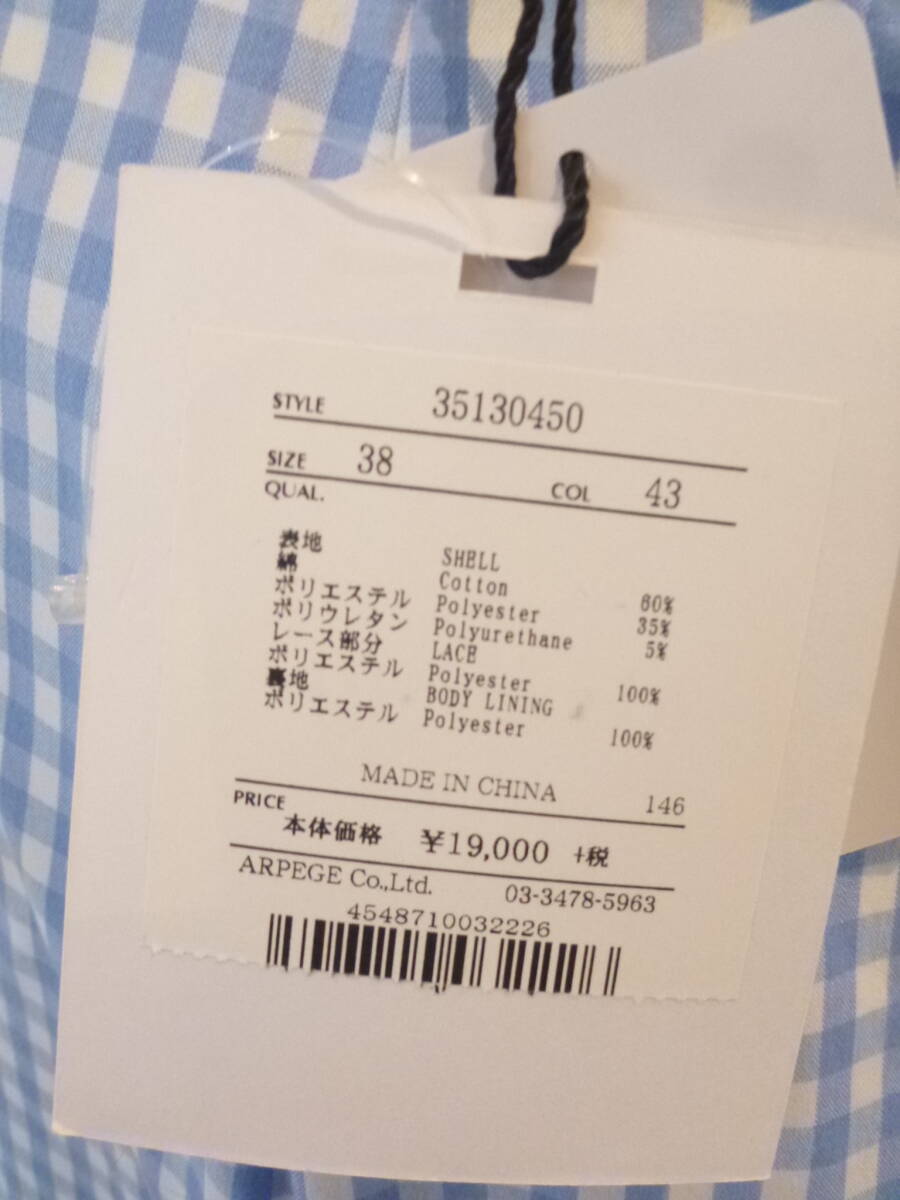 STYLE 35130450
SIZE 38
QUAL. COL 43
表地 SHELL
綿 Cotton 60%
ポリエステル Polyester 35%
ポリウレタン Polyurethane 5%
レース部分 LACE
ポリエステル Polyester 100%
裏地 BODY LINING
ポリエステル Polyester 100%
MADE IN CHINA 146
PRICE
本体価格 ¥19,000 +税
ARPEGE Co.,Ltd. 03-3478-5963
4548710032226